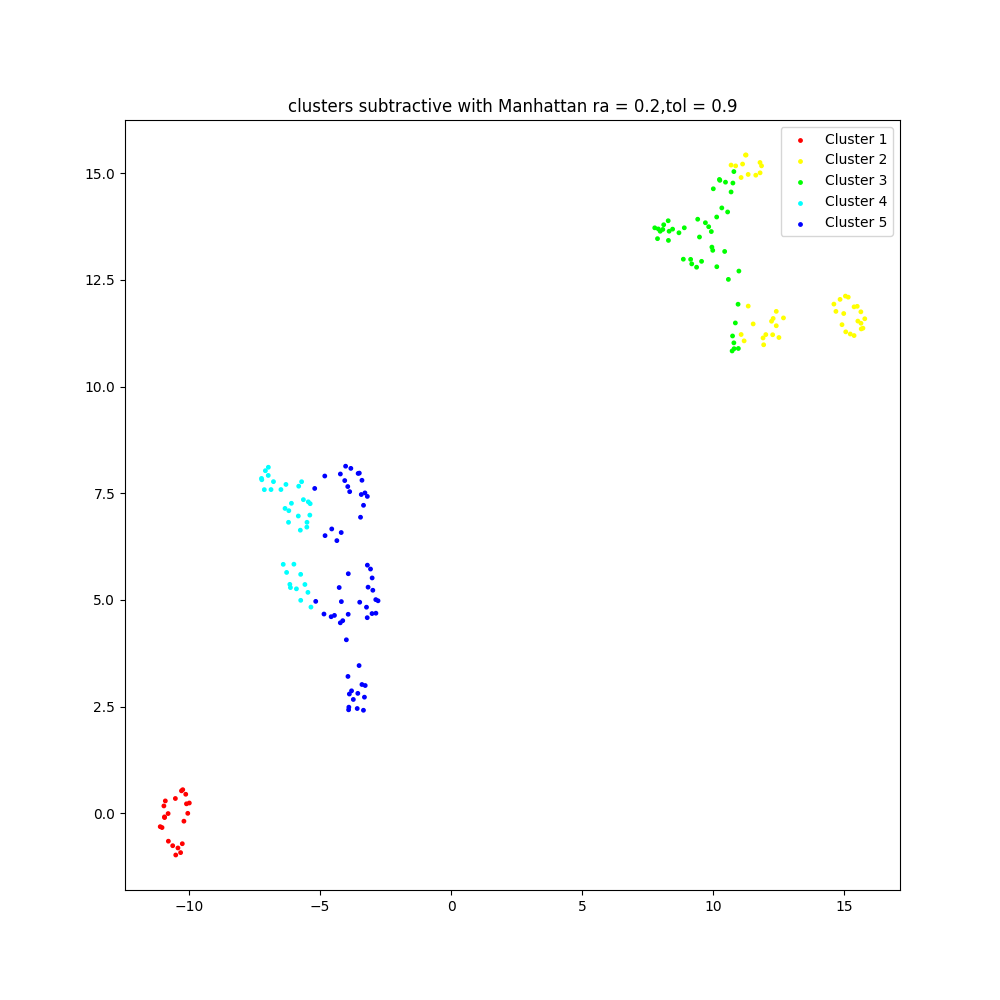 clusters subtractive with Manhattan ra = 0.2,tol = 0.9
Cluster 1
Cluster 2
Cluster 3
Cluster 4
Cluster 5
15.0
12.5
10.0
7.5
5.0
2.5
0.0
−10
−5
0
5
10
15